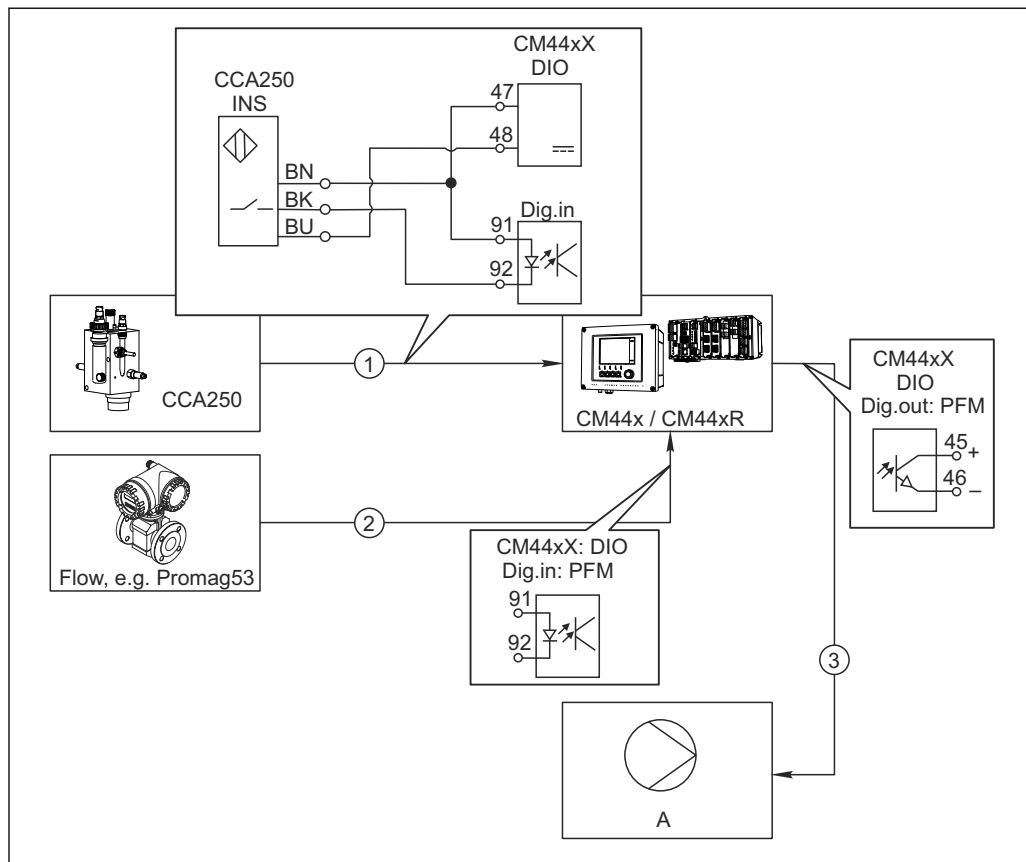 CM44xX
DIO
CCA250
INS
47
48
BN
BK
BU
Dig.in
91
92
CCA250
1
CM44x / CM44xR
CM44xX
DIO
Dig.out: PFM
45
+
46
–
Flow, e.g. Promag53
2
CM44xX: DIO
Dig.in: PFM
91
92
3
A